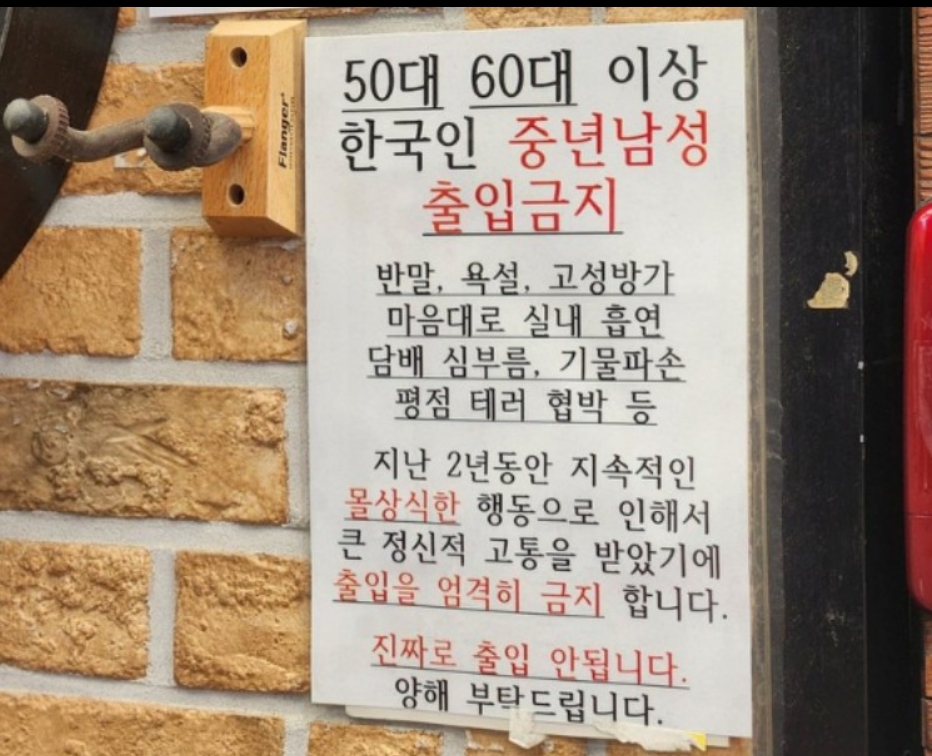 Flanger
50대 60대 이상
한국인 중년남성
출입금지
반말, 욕설, 고성방가
마음대로 실내 흡연
담배 심부름, 기물파손
평점 테러 협박 등
지난 2년동안 지속적인
몰상식한 행동으로 인해서
큰 정신적 고통을 받았기에
출입을 엄격히 금지 합니다.
진짜로 출입 안됩니다.
양해 부탁드립니다.